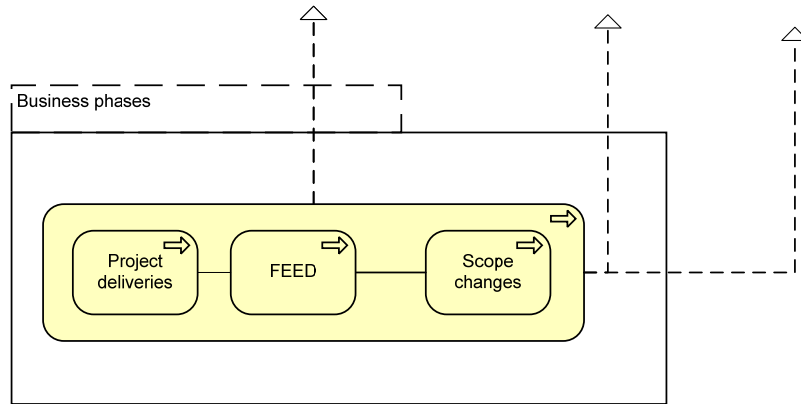 Business phases
Project
deliveries
FEED
Scope
changes